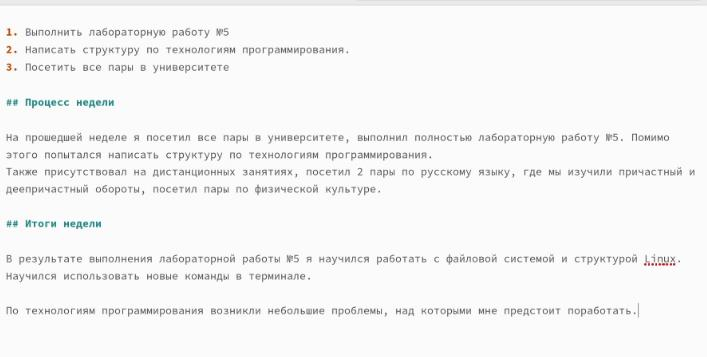 1. Выполнить лабораторную работу №5
2. Написать структуру по технологиям программирования.
3. Посетить все пары в университете
## Процесс недели
На прошедшей неделе я посетил все пары в университете, выполнил полностью лабораторную работу №5. Помимо
этого попытался написать структуру по технологиям программирования.
Также присутствовал на дистанционных занятиях, посетил 2 пары по русскому языку, где мы изучили причастный и
деепричастный обороты, посетил пары по физической культуре.
## Итоги недели
В результате выполнения лабораторной работы №5 я научился работать с файловой системой и структурой Linux.
Научился использовать новые команды в терминале.
По технологиям программирования возникли небольшие проблемы, над которыми мне предстоит поработать.